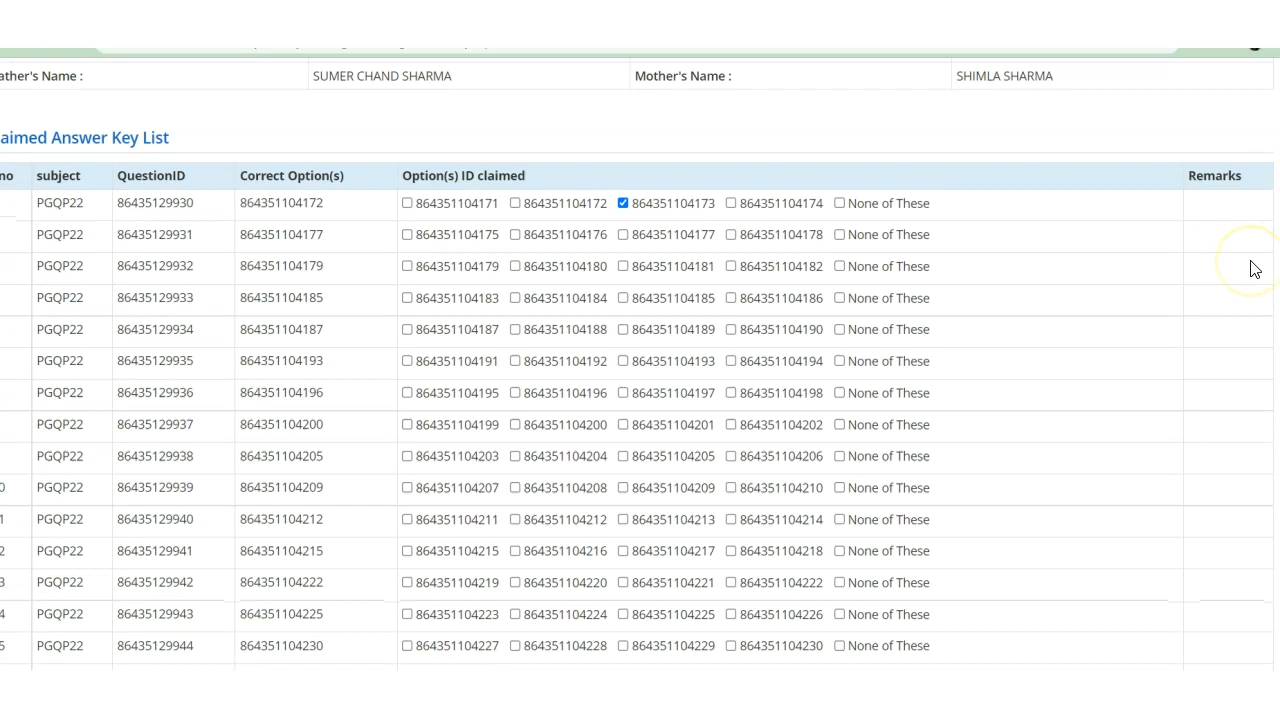 ather's Name : SUMER CHAND SHARMA Mother's Name : SHIMLA SHARMA
aimed Answer Key List
no subject QuestionID Correct Option(s) Option(s) ID claimed Remarks
PGQP22 86435129930 864351104172 864351104171 864351104172 864351104173 864351104174 None of These
PGQP22 86435129931 864351104177 864351104175 864351104176 864351104177 864351104178 None of These
PGQP22 86435129932 864351104179 864351104179 864351104180 864351104181 864351104182 None of These
PGQP22 86435129933 864351104185 864351104183 864351104184 864351104185 864351104186 None of These
PGQP22 86435129934 864351104187 864351104187 864351104188 864351104189 864351104190 None of These
PGQP22 86435129935 864351104193 864351104191 864351104192 864351104193 864351104194 None of These
PGQP22 86435129936 864351104196 864351104195 864351104196 864351104197 864351104198 None of These
PGQP22 86435129937 864351104200 864351104199 864351104200 864351104201 864351104202 None of These
PGQP22 86435129938 864351104205 864351104203 864351104204 864351104205 864351104206 None of These
0 PGQP22 86435129939 864351104209 864351104207 864351104208 864351104209 864351104210 None of These
1 PGQP22 86435129940 864351104212 864351104211 864351104212 864351104213 864351104214 None of These
2 PGQP22 86435129941 864351104215 864351104215 864351104216 864351104217 864351104218 None of These
3 PGQP22 86435129942 864351104222 864351104219 864351104220 864351104221 864351104222 None of These
4 PGQP22 86435129943 864351104225 864351104223 864351104224 864351104225 864351104226 None of These
5 PGQP22 86435129944 864351104230 864351104227 864351104228 864351104229 864351104230 None of These